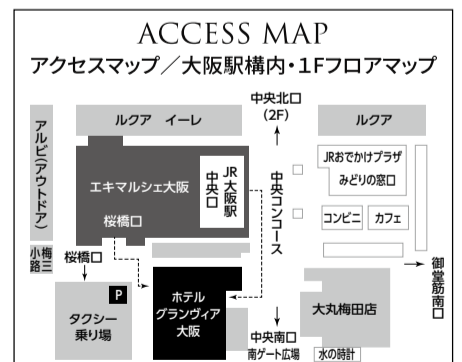 ACCESS MAP
アクセスマップ／大阪駅構内・1Fフロアマップ
中央北口
(2F)
ルクア イーレ
ルクア
アルビ(アウトドア)
エキマルシェ大阪
JR大阪駅
中央口
中央コンコース
JRおでかけプラザ
みどりの窓口
桜橋口
コンビニ
カフェ
梅三
小路
桜橋口
御堂筋南口
P
タクシー
乗り場
ホテル
グランヴィア
大阪
大丸梅田店
中央南口
南ゲート広場
水の時計